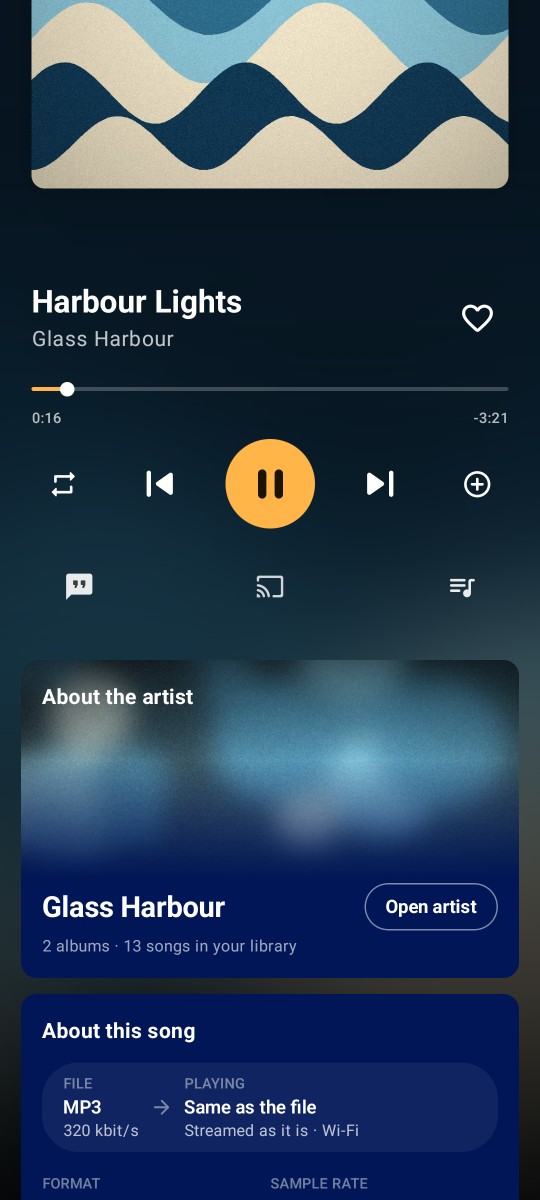 Harbour Lights
Glass Harbour
0:16
-3:21
About the artist
Glass Harbour
Open artist
2 albums · 13 songs in your library
About this song
FILE
PLAYING
MP3
Same as the file
320 kbit/s
Streamed as it is · Wi-Fi
FORMAT
SAMPLE RATE